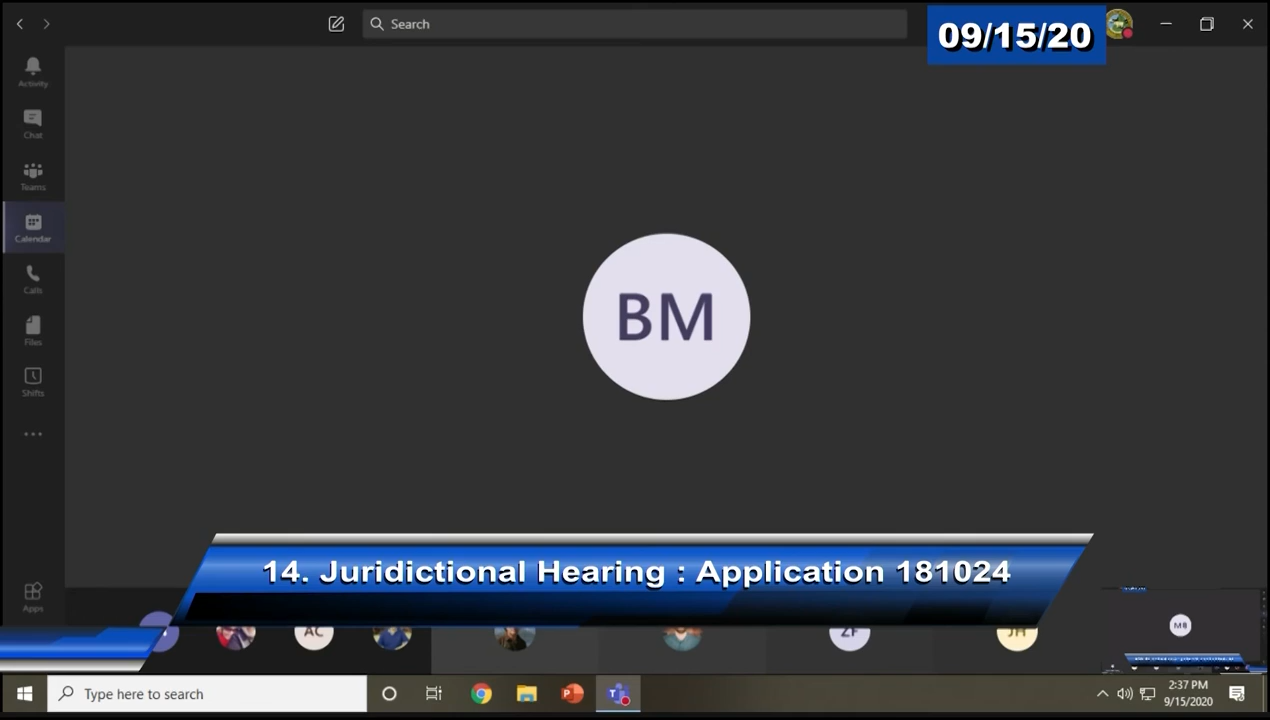 Search
09/15/20
Activity
Chat
Teams
Calendar
Calls
Files
Shifts
Apps
BM
14. Juridictional Hearing : Application 181024
AC
ZF
JH
MB
Type here to search
2:37 PM
9/15/2020